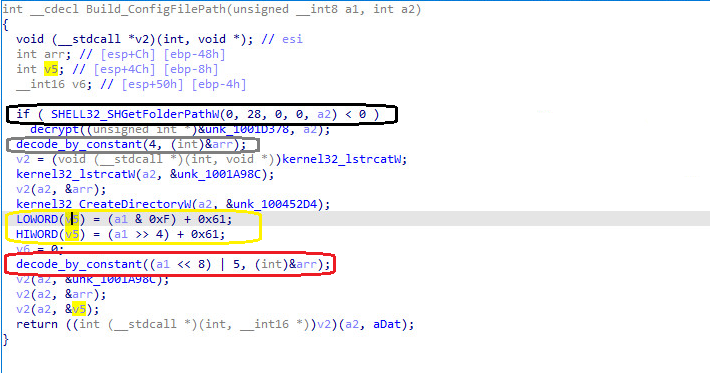 int __cdecl Build_ConfigFilePath(unsigned __int8 a1, int a2)
{
void (__stdcall *v2)(int, void *); // esi
int arr; // [esp+Ch] [ebp-48h]
int v5; // [esp+4Ch] [ebp-8h]
__int16 v6; // [esp+50h] [ebp-4h]
if ( SHELL32_SHGetFolderPathW(0, 28, 0, 0, a2) < 0 )
decrypt((unsigned int *)&unk_1001D378, a2);
decode_by_constant(4, (int)&arr);
v2 = (void (__stdcall *)(int, void *))kernel32_lstrcatW;
kernel32_lstrcatW(a2, &unk_1001A98C);
v2(a2, &arr);
kernel32_CreateDirectoryW(a2, &unk_100452D4);
LOWORD(v5) = (a1 & 0xF) + 0x61;
HIWORD(v5) = (a1 >> 4) + 0x61;
v6 = 0;
decode_by_constant((a1 << 8) | 5, (int)&arr);
v2(a2, &unk_1001A98C);
v2(a2, &arr);
v2(a2, &v5);
return ((int (__stdcall *)(int, __int16 *))v2)(a2, aDat);
}